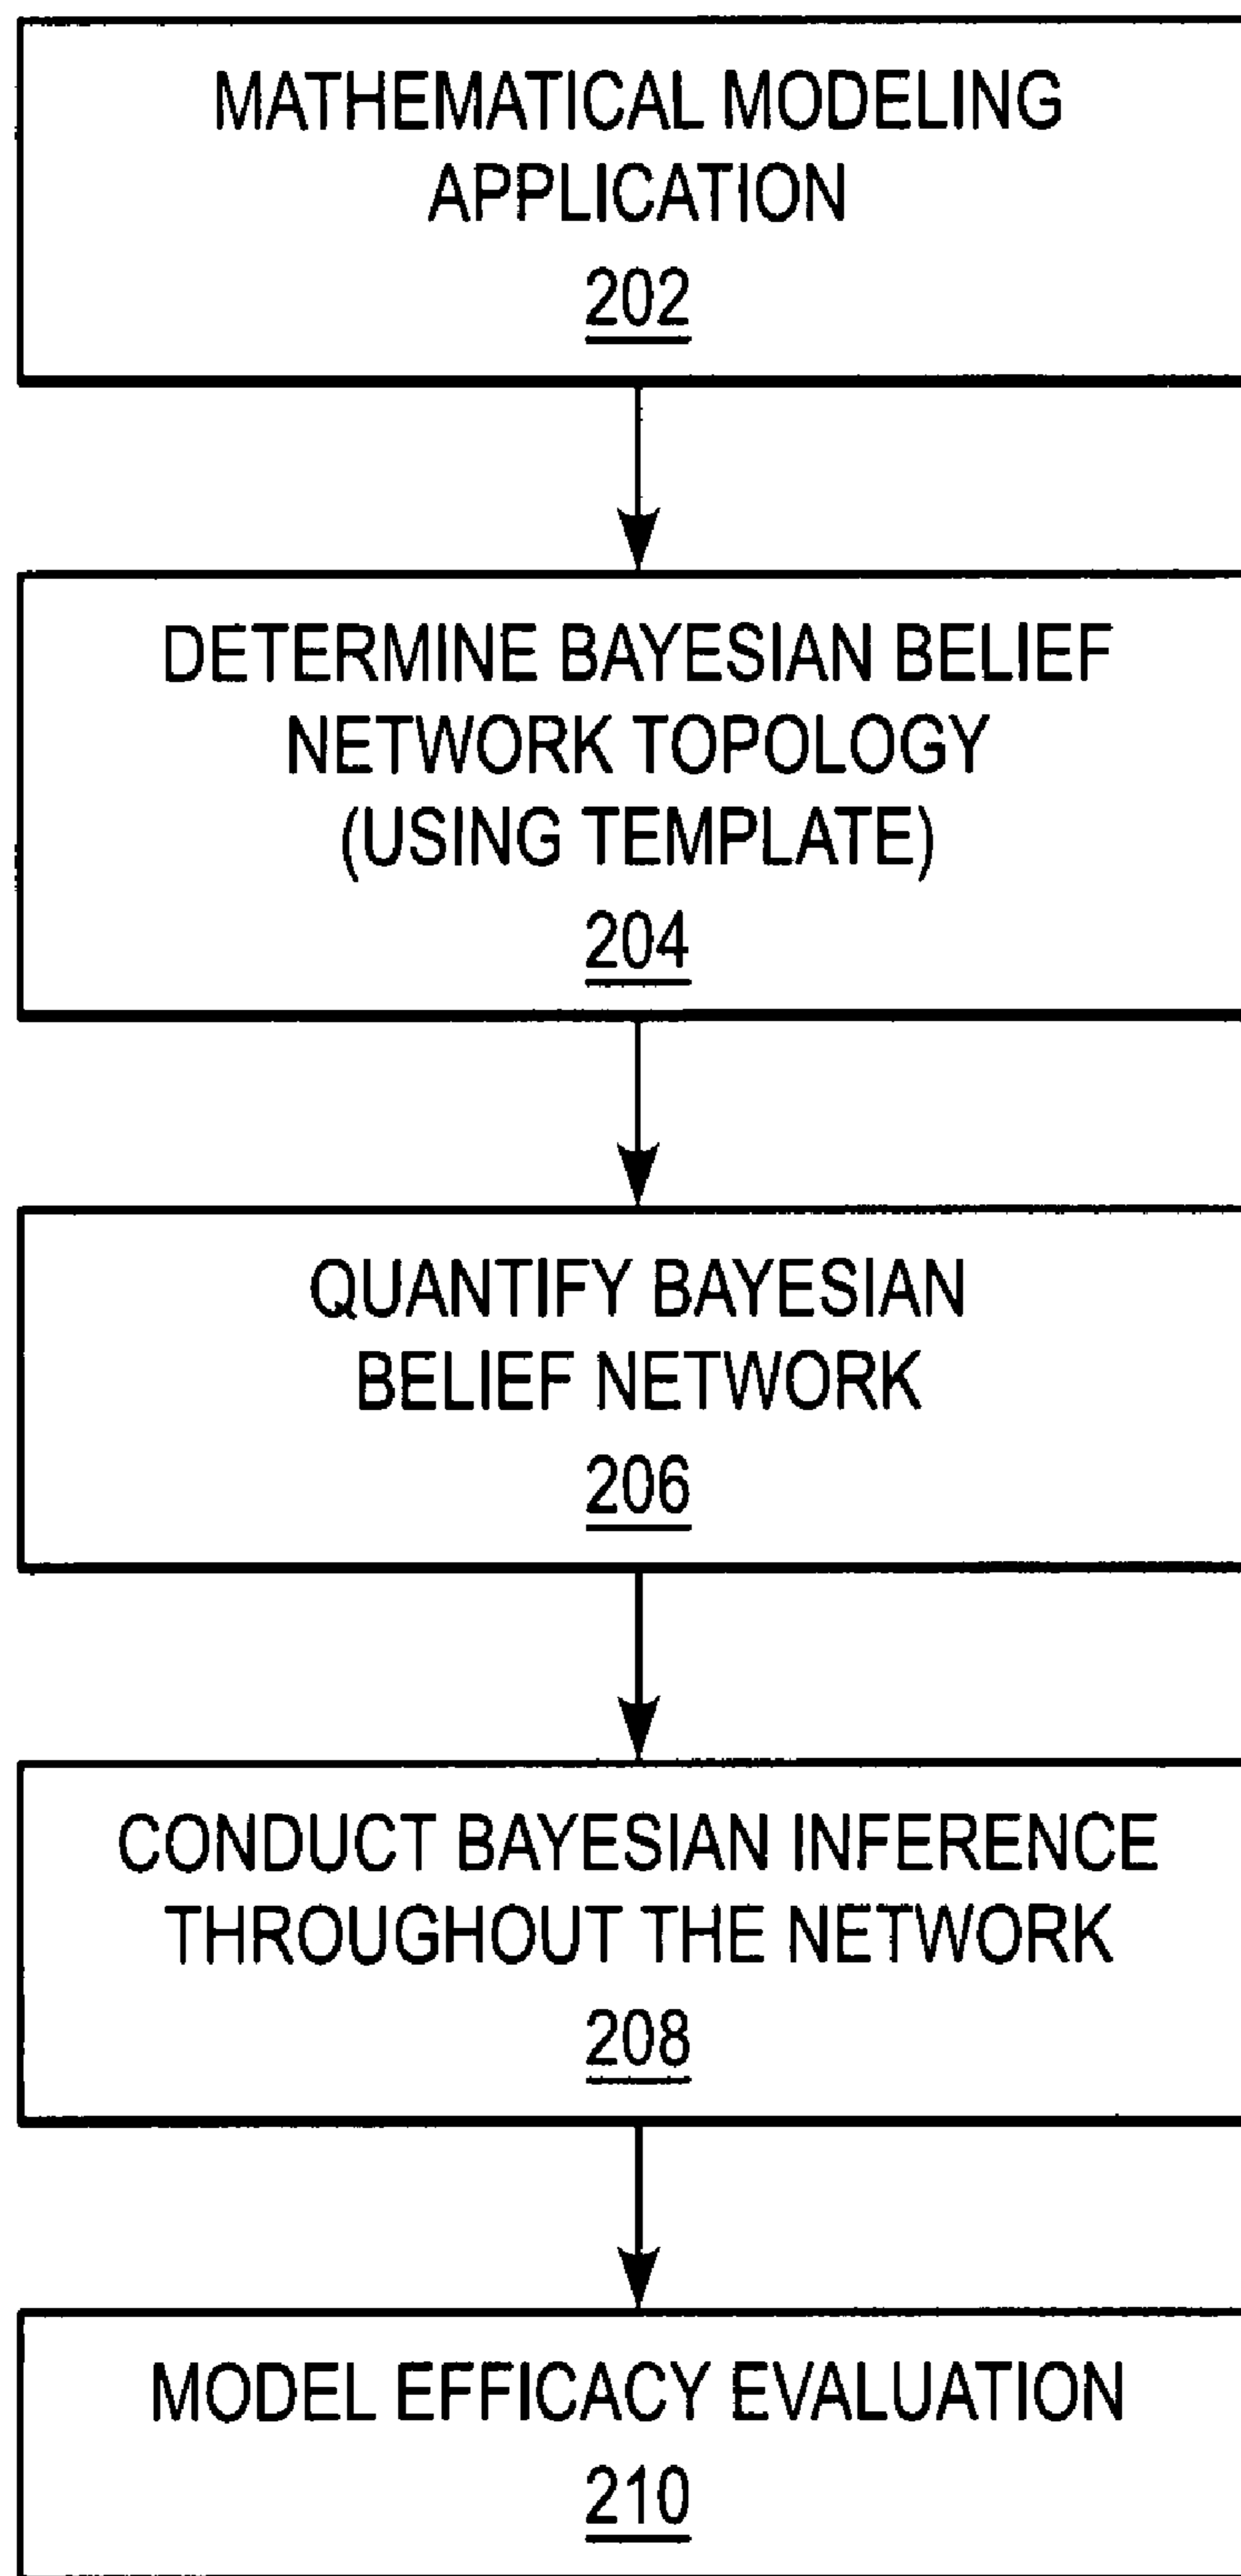 MATHEMATICAL MODELING
APPLICATION
202
DETERMINE BAYESIAN BELIEF
NETWORK TOPOLOGY
(USING TEMPLATE)
204
QUANTIFY BAYESIAN
BELIEF NETWORK
206
CONDUCT BAYESIAN INFERENCE
THROUGHOUT THE NETWORK
208
MODEL EFFICACY EVALUATION
210